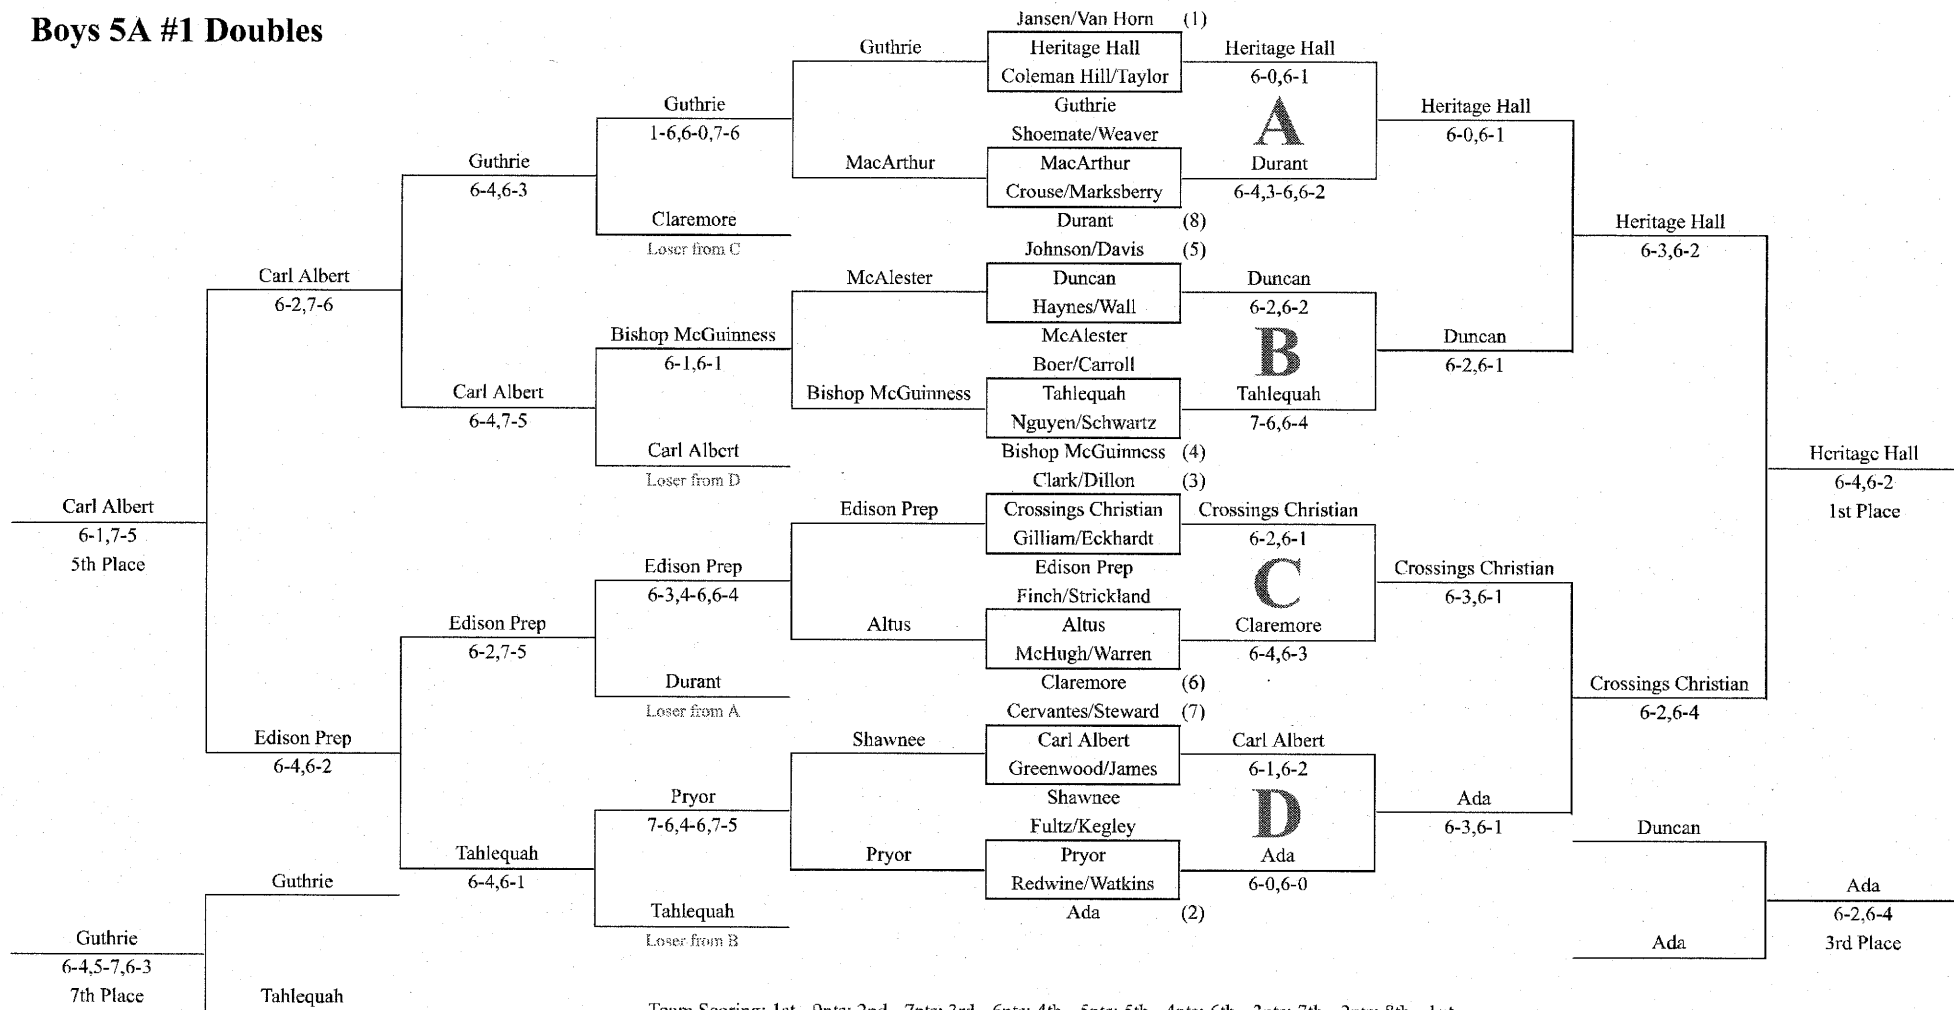 Boys 5A #1 Doubles
Jansen/Van Horn (1)
Guthrie
Heritage Hall
Heritage Hall
Coleman Hill/Taylor
6-0,6-1
Guthrie
Guthrie
A
Heritage Hall
1-6,6-0,7-6
Shoemate/Weaver
6-0,6-1
Guthrie
MacArthur
MacArthur
Durant
6-4,6-3
Crouse/Marksberry
6-4,3-6,6-2
Claremore
Durant (8)
Heritage Hall
Loser from C
Johnson/Davis (5)
6-3,6-2
Carl Albert
McAlester
Duncan
Duncan
6-2,7-6
Haynes/Wall
6-2,6-2
Bishop McGuinness
McAlester
B
Duncan
6-1,6-1
Boer/Carroll
6-2,6-1
Carl Albert
Bishop McGuinness
Tahlequah
Tahlequah
6-4,7-5
Nguyen/Schwartz
7-6,6-4
Carl Albert
Bishop McGuinness (4)
Heritage Hall
Loser from D
Clark/Dillon (3)
6-4,6-2
1st Place
Carl Albert
Edison Prep
Crossings Christian
Crossings Christian
6-1,7-5
Gilliam/Eckhardt
6-2,6-1
5th Place
Edison Prep
Edison Prep
C
Crossings Christian
6-3,4-6,6-4
Finch/Strickland
6-3,6-1
Edison Prep
Altus
Altus
Claremore
6-2,7-5
McHugh/Warren
6-4,6-3
Durant
Claremore (6)
Crossings Christian
Loser from A
Cervantes/Steward (7)
6-2,6-4
Edison Prep
Shawnee
Carl Albert
Carl Albert
6-4,6-2
Greenwood/James
6-1,6-2
Pryor
Shawnee
D
Ada
7-6,4-6,7-5
Fultz/Kegley
6-3,6-1
Duncan
Tahlequah
Pryor
Pryor
Ada
6-4,6-1
Redwine/Watkins
6-0,6-0
Guthrie
Ada
6-2,6-4
3rd Place
Tahlequah
Ada (2)
Loser from B
Ada
Guthrie
6-4,5-7,6-3
7th Place
Tahlequah